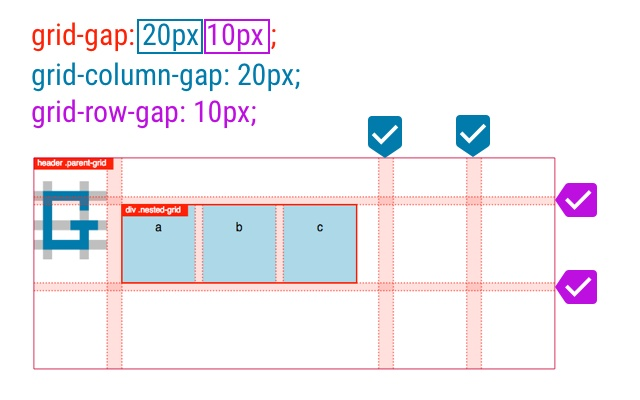 grid-gap: 20px 10px;
grid-column-gap: 20px;
grid-row-gap: 10px;
header .parent-grid
div .nested-grid
a b c